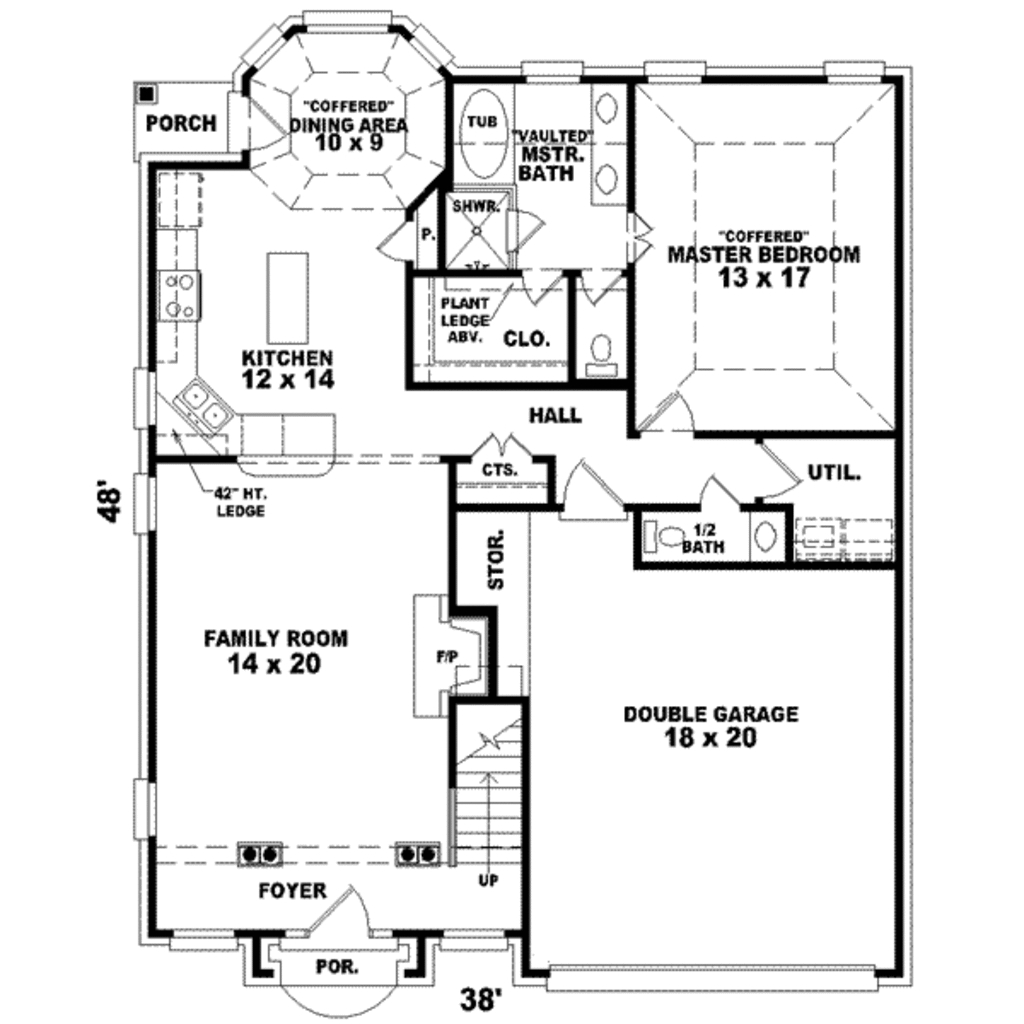 "COFFERED"
DINING AREA
10 x 9
PORCH
TUB
"VAULTED"
MSTR.
BATH
SHWR.
P.
"COFFERED"
MASTER BEDROOM
13 x 17
PLANT
LEDGE
ABV.
CLO.
KITCHEN
12 x 14
HALL
CTS.
UTIL.
42" HT.
LEDGE
48'
STOR.
1/2
BATH
FAMILY ROOM
14 x 20
F/P
DOUBLE GARAGE
18 x 20
UP
FOYER
POR.
38'